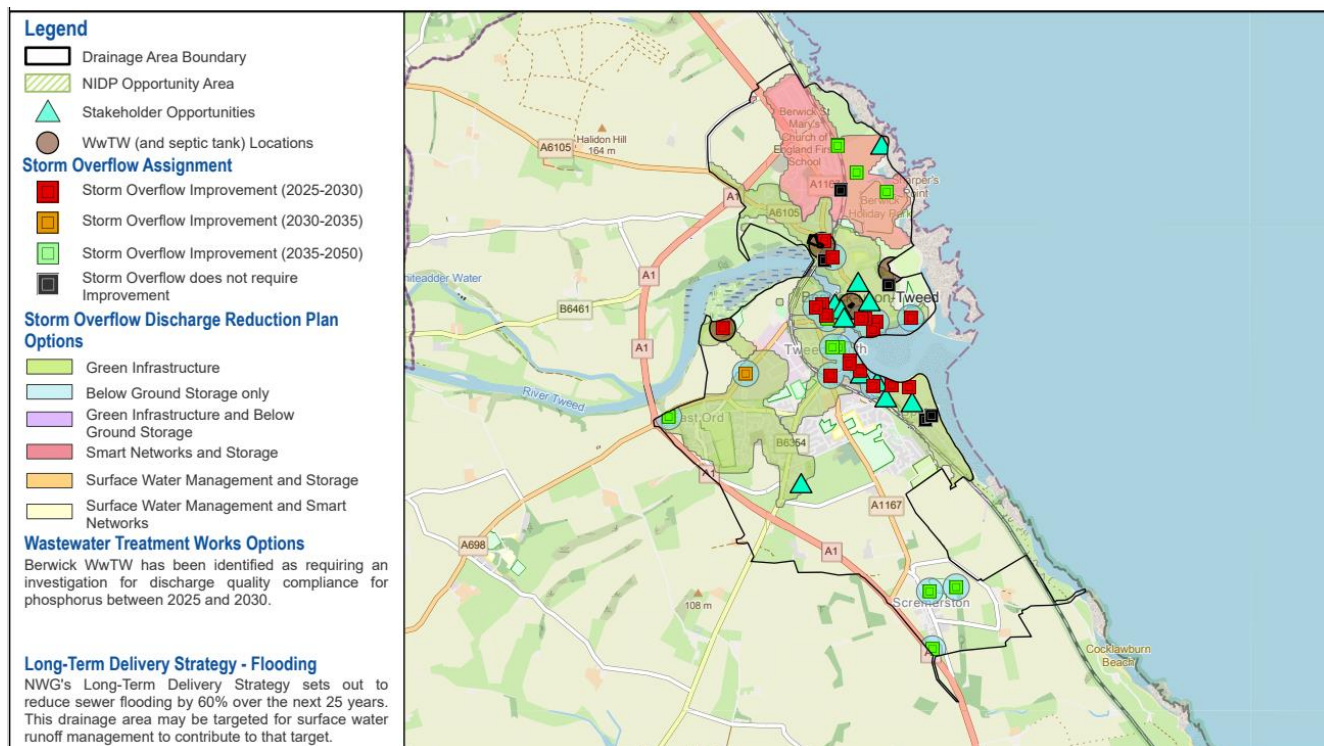 Legend
Drainage Area Boundary
NIDP Opportunity Area
Stakeholder Opportunities
WwTW (and septic tank) Locations
Storm Overflow Assignment
Storm Overflow Improvement (2025-2030)
Storm Overflow Improvement (2030-2035)
Storm Overflow Improvement (2035-2050)
Storm Overflow does not require
Improvement
Storm Overflow Discharge Reduction Plan
Options
Green Infrastructure
Below Ground Storage only
Green Infrastructure and Below
Ground Storage
Smart Networks and Storage
Surface Water Management and Storage
Surface Water Management and Smart
Networks
Wastewater Treatment Works Options
Berwick WwTW has been identified as requiring an
investigation for discharge quality compliance for
phosphorus between 2025 and 2030.
Long-Term Delivery Strategy - Flooding
NWG's Long-Term Delivery Strategy sets out to
reduce sewer flooding by 60% over the next 25 years.
This drainage area may be targeted for surface water
runoff management to contribute to that target.
Berwick St
Mary's
Church of
England First
School
Halidon Hill
164 m
A6105
A1167
A1
Berwick
Holiday Park
A6105
A1
B6461
Water
A1
River Tweed
B6354
A1
A1167
A698
A1
108 m
Scremerston
A1
Cocklawburn
Beach